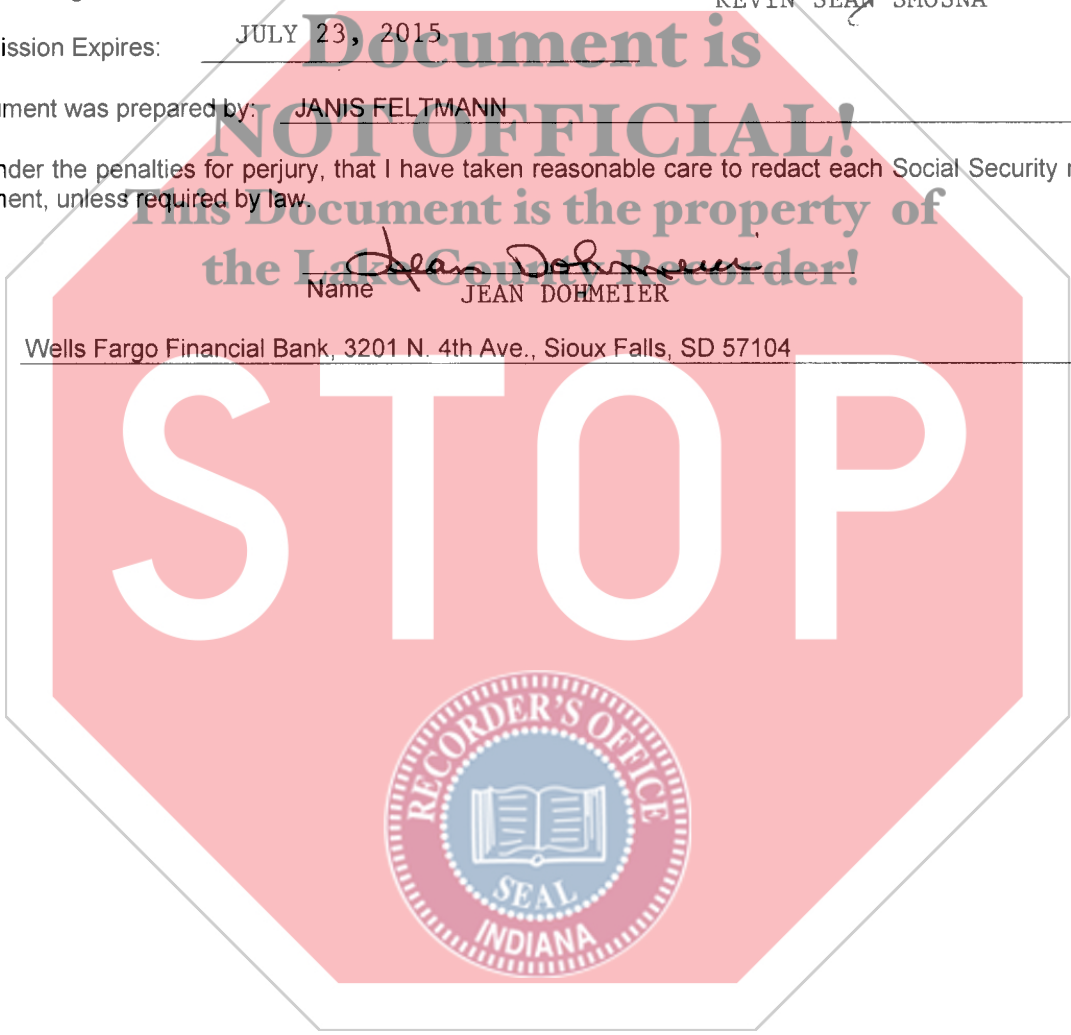 KEVIN SEAN SMOSNA
ission Expires: JULY 23, 2015
Document is
ument was prepared by: JANIS FELTMANN
NOT OFFICIAL!
nder the penalties for perjury, that I have taken reasonable care to redact each Social Security
ent, unless required by law.
This Document is the property of
the Lake County Recorder!
Jean Dohmeier
Name JEAN DOHMEIER
Wells Fargo Financial Bank, 3201 N. 4th Ave., Sioux Falls, SD 57104
STOP
RECORDER'S OFFICE
SEAL
INDIANA